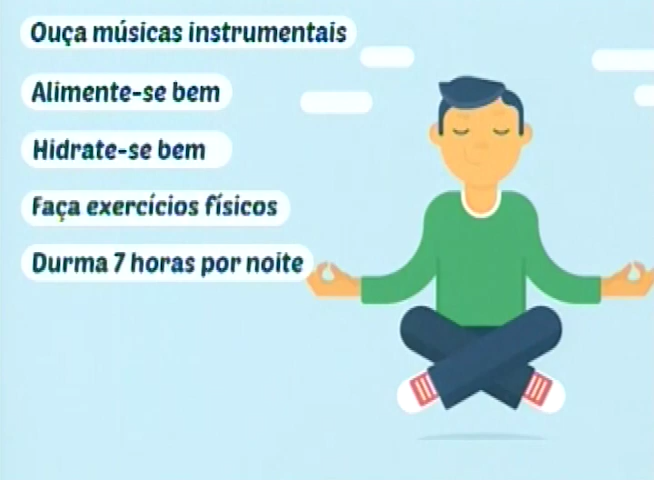 Ouça músicas instrumentais
Alimente-se bem
Hidrate-se bem
Faça exercícios físicos
Durma 7 horas por noite